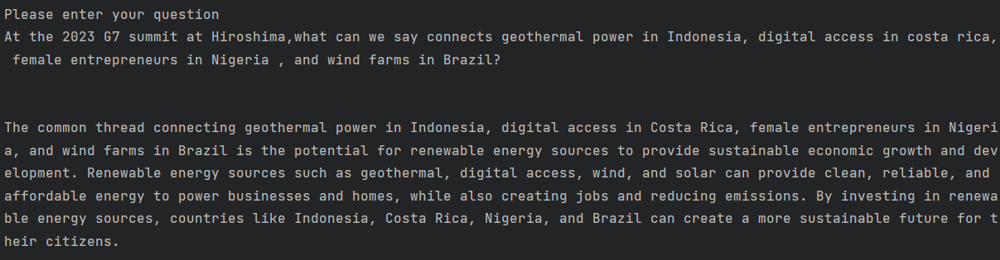 Please enter your question
At the 2023 G7 summit at Hiroshima,what can we say connects geothermal power in Indonesia, digital access in costa rica,
 female entrepreneurs in Nigeria , and wind farms in Brazil?
The common thread connecting geothermal power in Indonesia, digital access in Costa Rica, female entrepreneurs in Nigeri
a, and wind farms in Brazil is the potential for renewable energy sources to provide sustainable economic growth and dev
elopment. Renewable energy sources such as geothermal, digital access, wind, and solar can provide clean, reliable, and
affordable energy to power businesses and homes, while also creating jobs and reducing emissions. By investing in renewa
ble energy sources, countries like Indonesia, Costa Rica, Nigeria, and Brazil can create a more sustainable future for t
heir citizens.